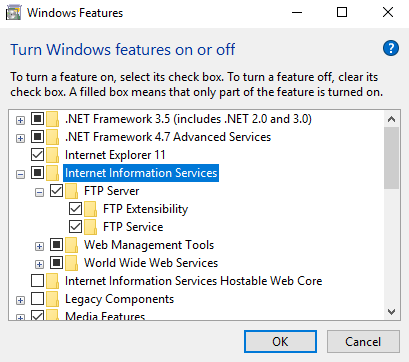 Windows Features
Turn Windows features on or off
?
To turn a feature on, select its check box. To turn a feature off, clear its
check box. A filled box means that only part of the feature is turned on.
.NET Framework 3.5 (includes .NET 2.0 and 3.0)
.NET Framework 4.7 Advanced Services
Internet Explorer 11
Internet Information Services
FTP Server
FTP Extensibility
FTP Service
Web Management Tools
World Wide Web Services
Internet Information Services Hostable Web Core
Legacy Components
Media Features
OK
Cancel